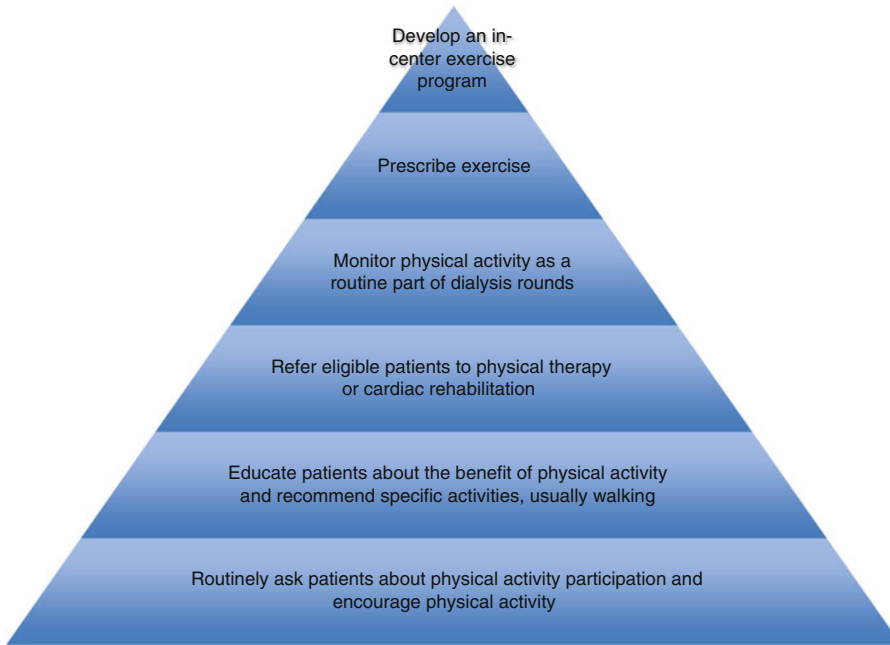 Develop an in-
center exercise
program
Prescribe exercise
Monitor physical activity as a
routine part of dialysis rounds
Refer eligible patients to physical therapy
or cardiac rehabilitation
Educate patients about the benefit of physical activity
and recommend specific activities, usually walking
Routinely ask patients about physical activity participation and
encourage physical activity